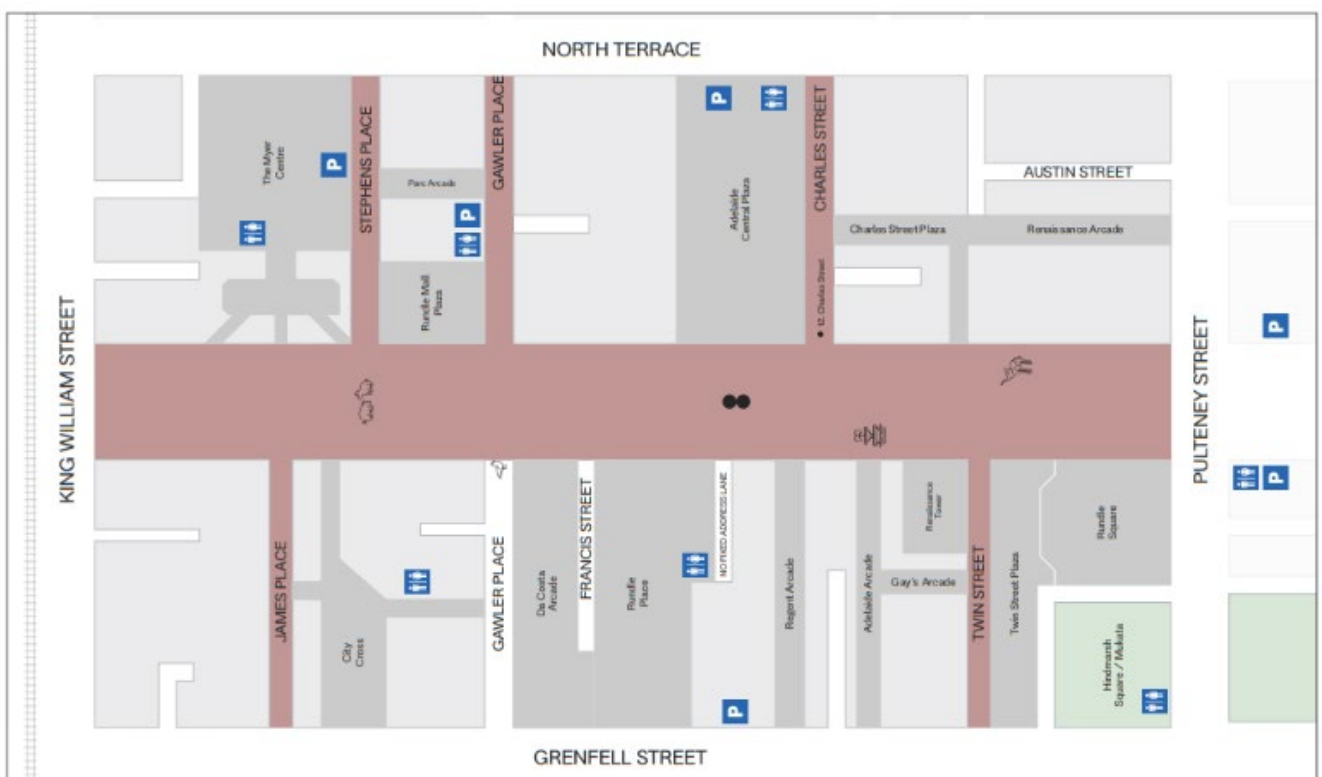 NORTH TERRACE
The Myer
Centre
P
STEPHENS PLACE
Parc Arcade
P
Rundle Mall
Plaza
GAWLER PLACE
P
Adelaide
Central Plaza
CHARLES STREET
12. Charles Street
AUSTIN STREET
Charles Street Plaza
Renaissance Arcade
KING WILLIAM STREET
PULTENEY STREET
P
P
JAMES PLACE
City
Cross
GAWLER PLACE
Da Costa
Arcade
FRANCIS STREET
Rundle
Place
NO FIXED ADDRESS LANE
P
Regent Arcade
Adelaide Arcade
Renaissance
Tower
Gay's Arcade
TWIN STREET
Twin Street Plaza
Rundle
Square
Hindmarsh
Square / Mukata
GRENFELL STREET